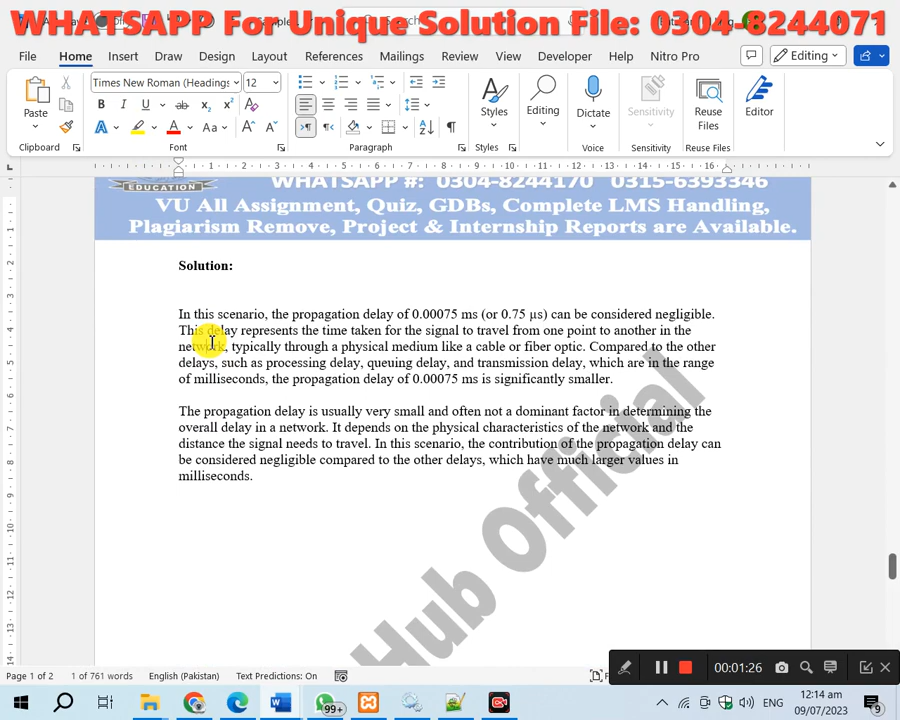 WHATSAPP For Unique Solution File: 0304-8244071
File Home Insert Draw Design Layout References Mailings Review View Developer Help Nitro Pro Editing
Times New Roman (Headings 12
Paste Styles Editing Dictate Sensitivity Reuse Files Editor
Clipboard Font Paragraph Styles Voice Sensitivity Reuse Files
EDUCATION WHATSAPP #: 0304-8244170 0315-6393346
VU All Assignment, Quiz, GDBs, Complete LMS Handling,
Plagiarism Remove, Project & Internship Reports are Available.
Solution:
In this scenario, the propagation delay of 0.00075 ms (or 0.75 µs) can be considered negligible.
This delay represents the time taken for the signal to travel from one point to another in the
network, typically through a physical medium like a cable or fiber optic. Compared to the other
delays, such as processing delay, queuing delay, and transmission delay, which are in the range
of milliseconds, the propagation delay of 0.00075 ms is significantly smaller.
The propagation delay is usually very small and often not a dominant factor in determining the
overall delay in a network. It depends on the physical characteristics of the network and the
distance the signal needs to travel. In this scenario, the contribution of the propagation delay can
be considered negligible compared to the other delays, which have much larger values in
milliseconds.
Hub Official
00:01:26
Page 1 of 2 1 of 761 words English (Pakistan) Text Predictions: On
99+ ENG 12:14 am
09/07/2023 9